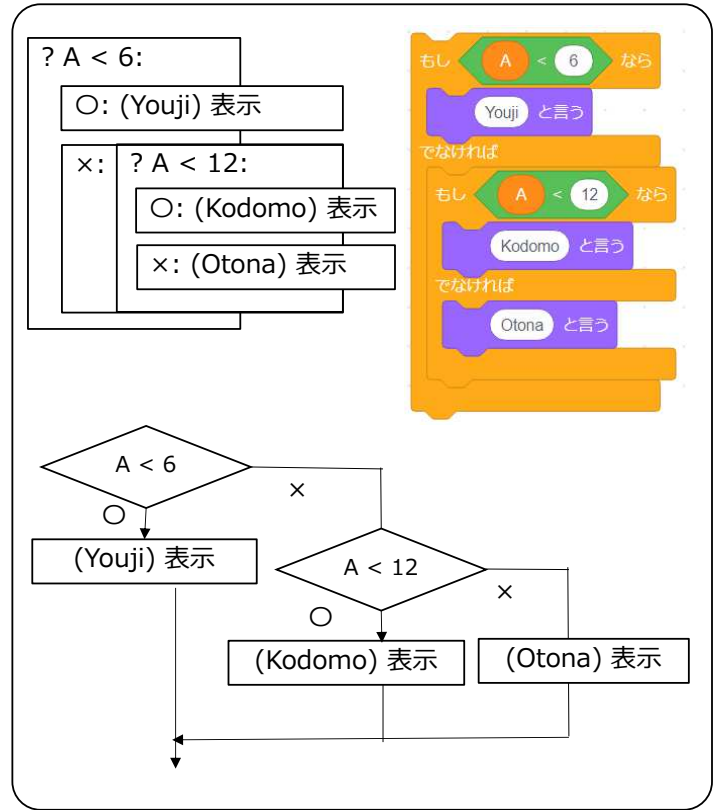 ? A < 6:
〇: (Youji) 表示
×: ? A < 12:
〇: (Kodomo) 表示
×: (Otona) 表示
もし A < 6 なら
Youji と言う
でなければ
もし A < 12 なら
Kodomo と言う
でなければ
Otona と言う
A < 6
×
〇
(Youji) 表示
A < 12
×
〇
(Kodomo) 表示
(Otona) 表示